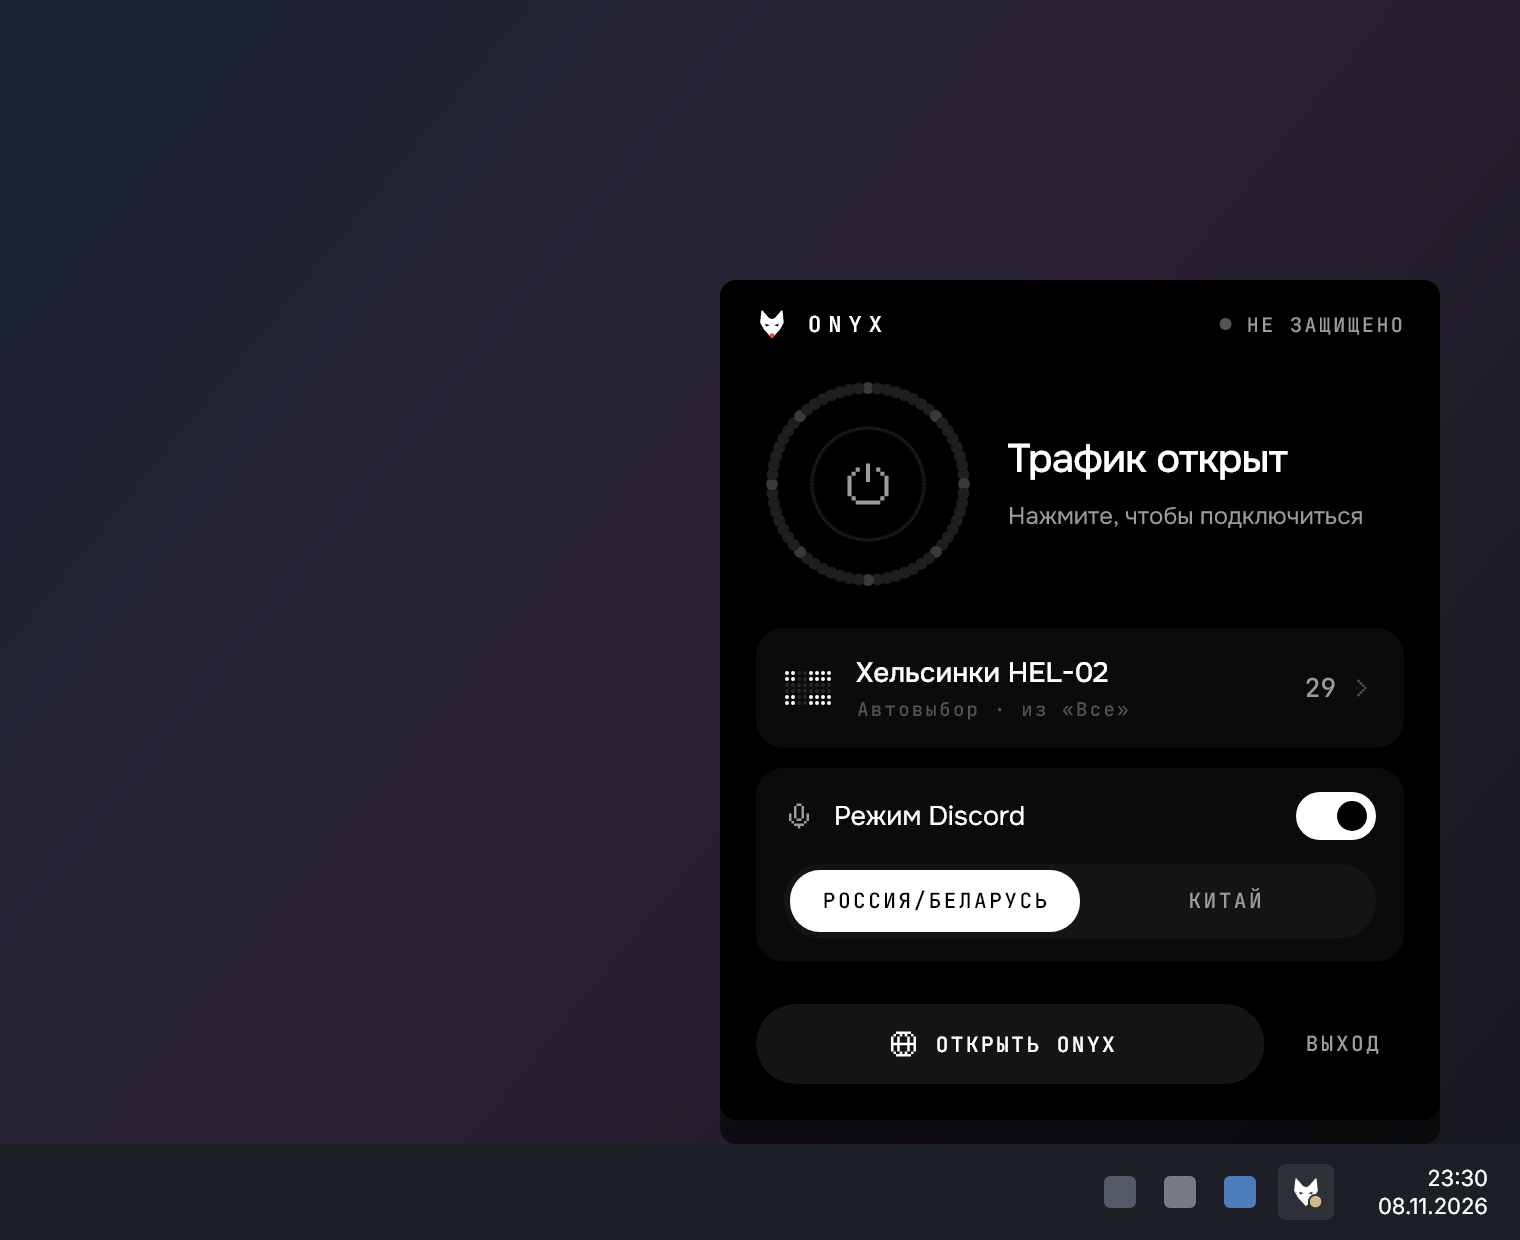 ONYX
НЕ ЗАЩИЩЕНО
Трафик открыт
Нажмите, чтобы подключиться
Хельсинки HEL-02
Автовыбор · из «Все»
29
Режим Discord
РОССИЯ/БЕЛАРУСЬ
КИТАЙ
ОТКРЫТЬ ONYX
ВЫХОД
23:30
08.11.2026